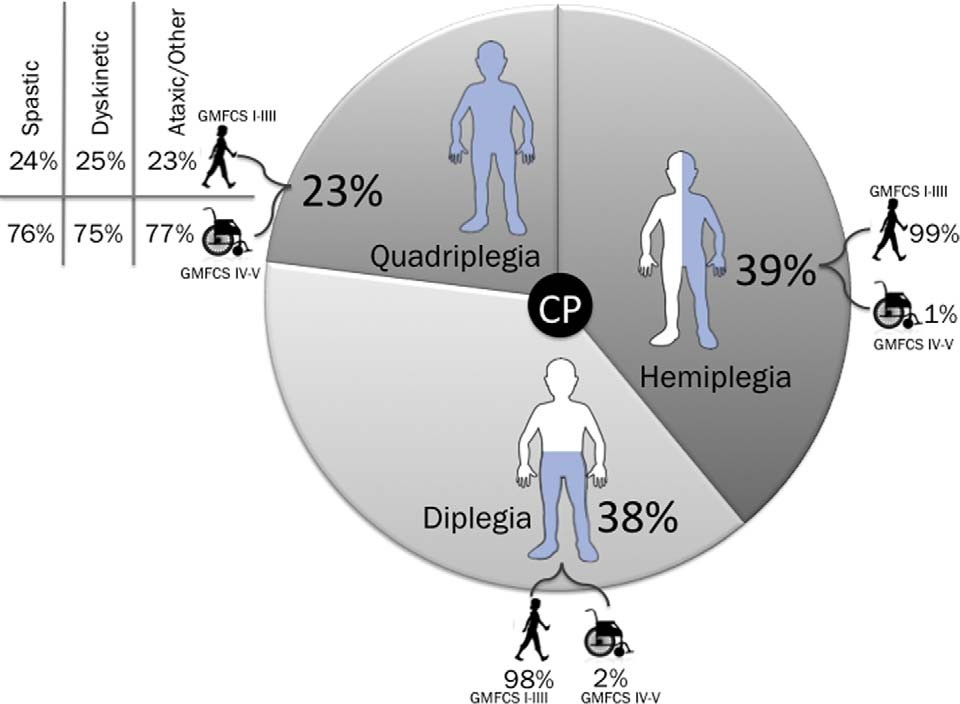 Spastic
Dyskinetic
Ataxic/Other
24%
25%
23%
GMFCS I-IIII
76%
75%
77%
GMFCS IV-V
23%
Quadriplegia
CP
39%
Hemiplegia
GMFCS I-IIII
99%
1%
GMFCS IV-V
Diplegia
38%
98%
GMFCS I-IIII
2%
GMFCS IV-V